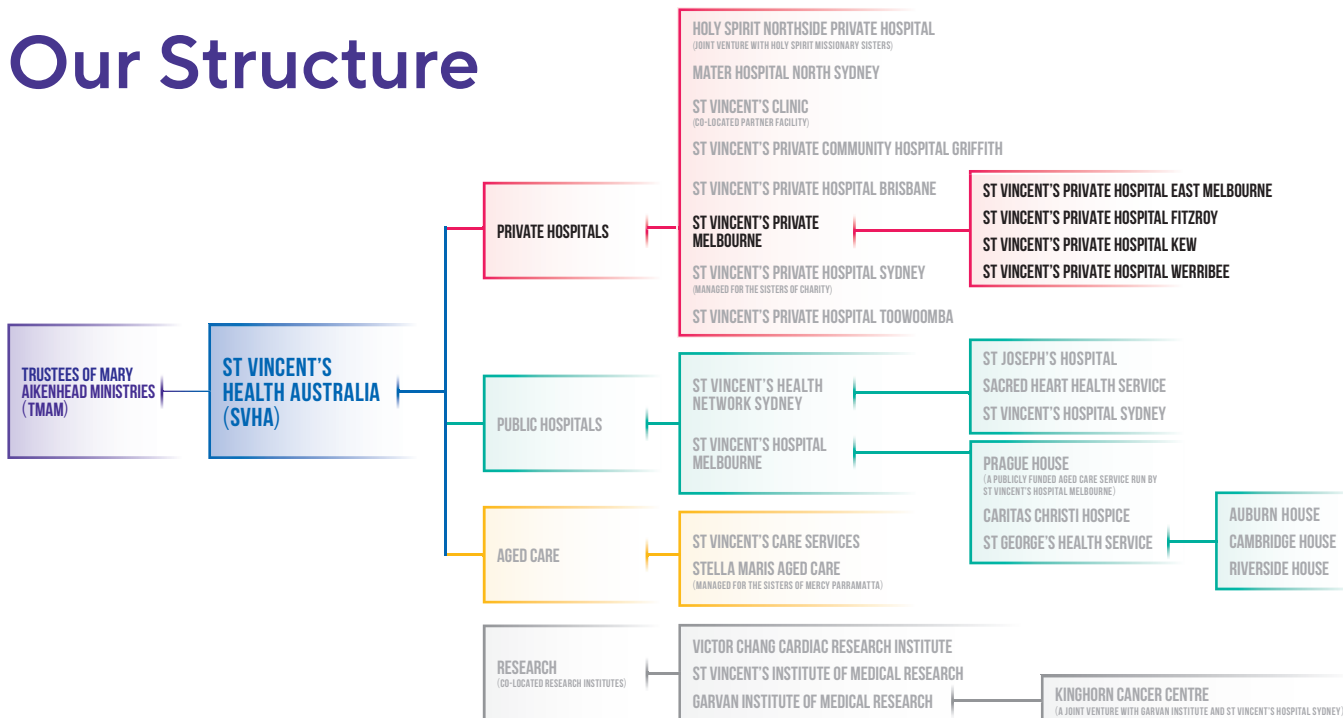 Our Structure
TRUSTEES OF MARY
AIKENHEAD MINISTRIES
(TMAM)
ST VINCENT'S
HEALTH AUSTRALIA
(SVHA)
PRIVATE HOSPITALS
HOLY SPIRIT NORTHSIDE PRIVATE HOSPITAL
(JOINT VENTURE WITH HOLY SPIRIT MISSIONARY SISTERS)
MATER HOSPITAL NORTH SYDNEY
ST VINCENT'S CLINIC
(CO-LOCATED PARTNER FACILITY)
ST VINCENT'S PRIVATE COMMUNITY HOSPITAL GRIFFITH
ST VINCENT'S PRIVATE HOSPITAL BRISBANE
ST VINCENT'S PRIVATE
MELBOURNE
ST VINCENT'S PRIVATE HOSPITAL SYDNEY
(MANAGED FOR THE SISTERS OF CHARITY)
ST VINCENT'S PRIVATE HOSPITAL TOOWOOMBA
ST VINCENT'S PRIVATE HOSPITAL EAST MELBOURNE
ST VINCENT'S PRIVATE HOSPITAL FITZROY
ST VINCENT'S PRIVATE HOSPITAL KEW
ST VINCENT'S PRIVATE HOSPITAL WERRIBEE
PUBLIC HOSPITALS
ST VINCENT'S HEALTH
NETWORK SYDNEY
ST VINCENT'S HOSPITAL
MELBOURNE
ST JOSEPH'S HOSPITAL
SACRED HEART HEALTH SERVICE
ST VINCENT'S HOSPITAL SYDNEY
PRAGUE HOUSE
(A PUBLICLY FUNDED AGED CARE SERVICE RUN BY
ST VINCENT'S HOSPITAL MELBOURNE)
CARITAS CHRISTI HOSPICE
ST GEORGE'S HEALTH SERVICE
AUBURN HOUSE
CAMBRIDGE HOUSE
RIVERSIDE HOUSE
AGED CARE
ST VINCENT'S CARE SERVICES
STELLA MARIS AGED CARE
(MANAGED FOR THE SISTERS OF MERCY PARRAMATTA)
RESEARCH
(CO-LOCATED RESEARCH INSTITUTES)
VICTOR CHANG CARDIAC RESEARCH INSTITUTE
ST VINCENT'S INSTITUTE OF MEDICAL RESEARCH
GARVAN INSTITUTE OF MEDICAL RESEARCH
KINGHORN CANCER CENTRE
(A JOINT VENTURE WITH GARVAN INSTITUTE AND ST VINCENT'S HOSPITAL SYDNEY)